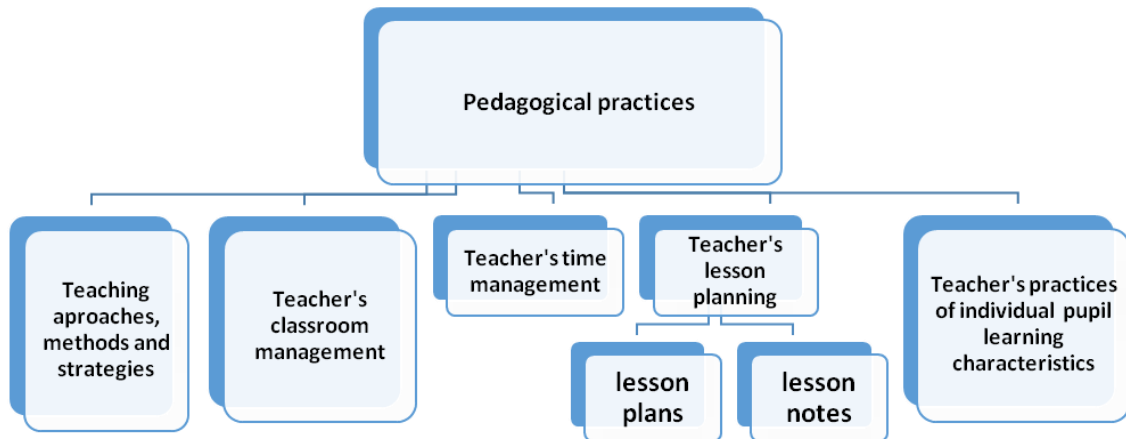 Pedagogical practices
Teaching
aproaches,
methods and
strategies
Teacher's
classroom
management
Teacher's time
management
Teacher's
lesson
planning
Teacher's practices
of individual pupil
learning
characteristics
lesson
plans
lesson
notes